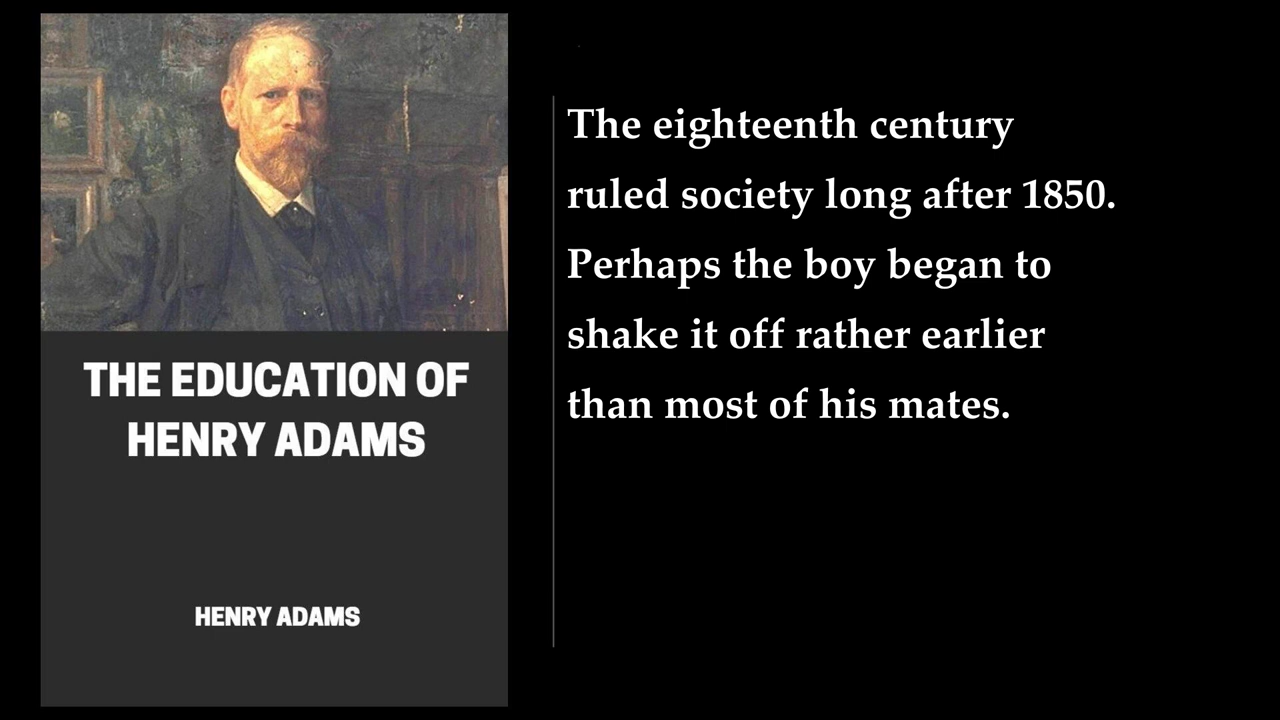 THE EDUCATION OF
HENRY ADAMS
HENRY ADAMS
The eighteenth century
ruled society long after 1850.
Perhaps the boy began to
shake it off rather earlier
than most of his mates.